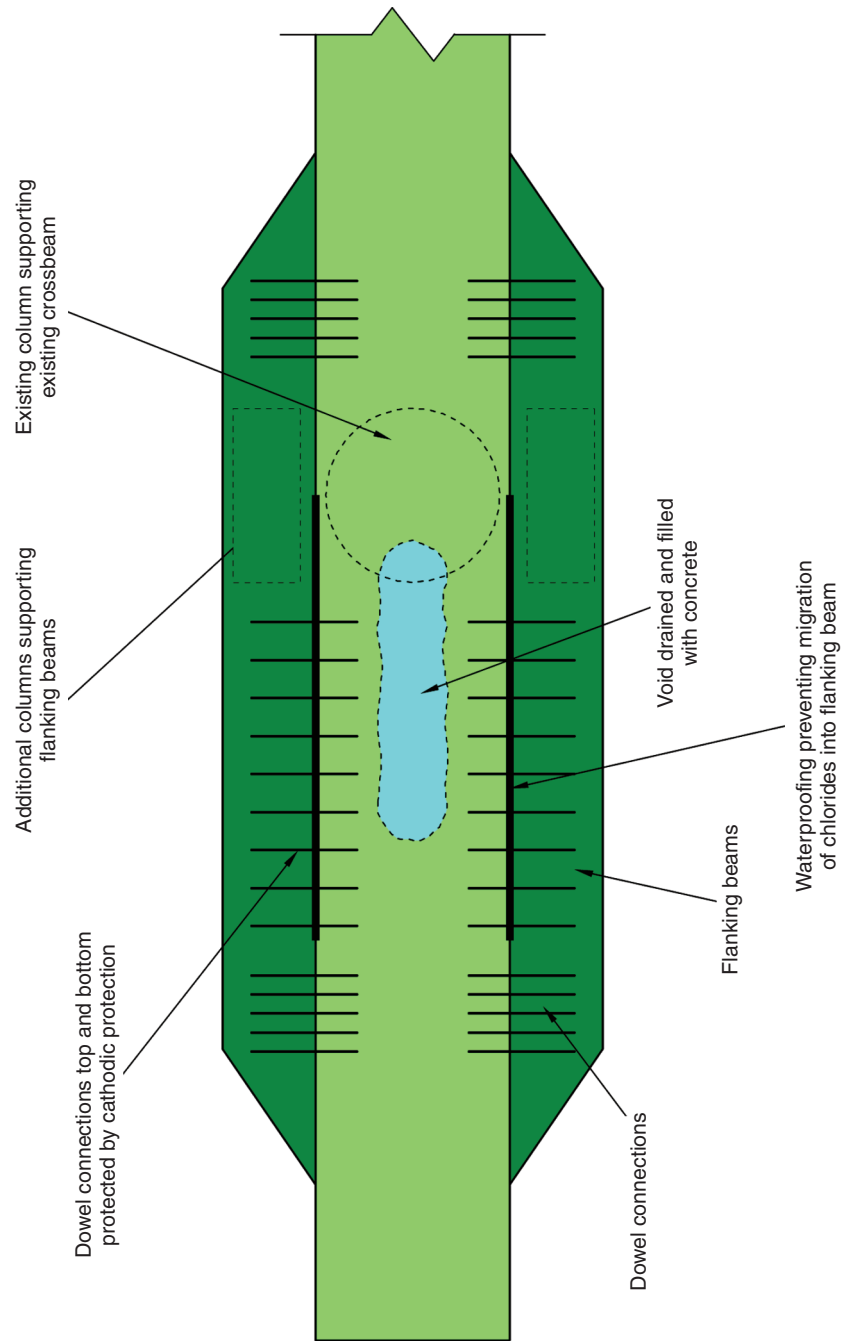 Dowel connections top and bottom
protected by cathodic protection
Additional columns supporting
flanking beams
Existing column supporting
existing crossbeam
Dowel connections
Flanking beams
Void drained and filled
with concrete
Waterproofing preventing migration
of chlorides into flanking beam